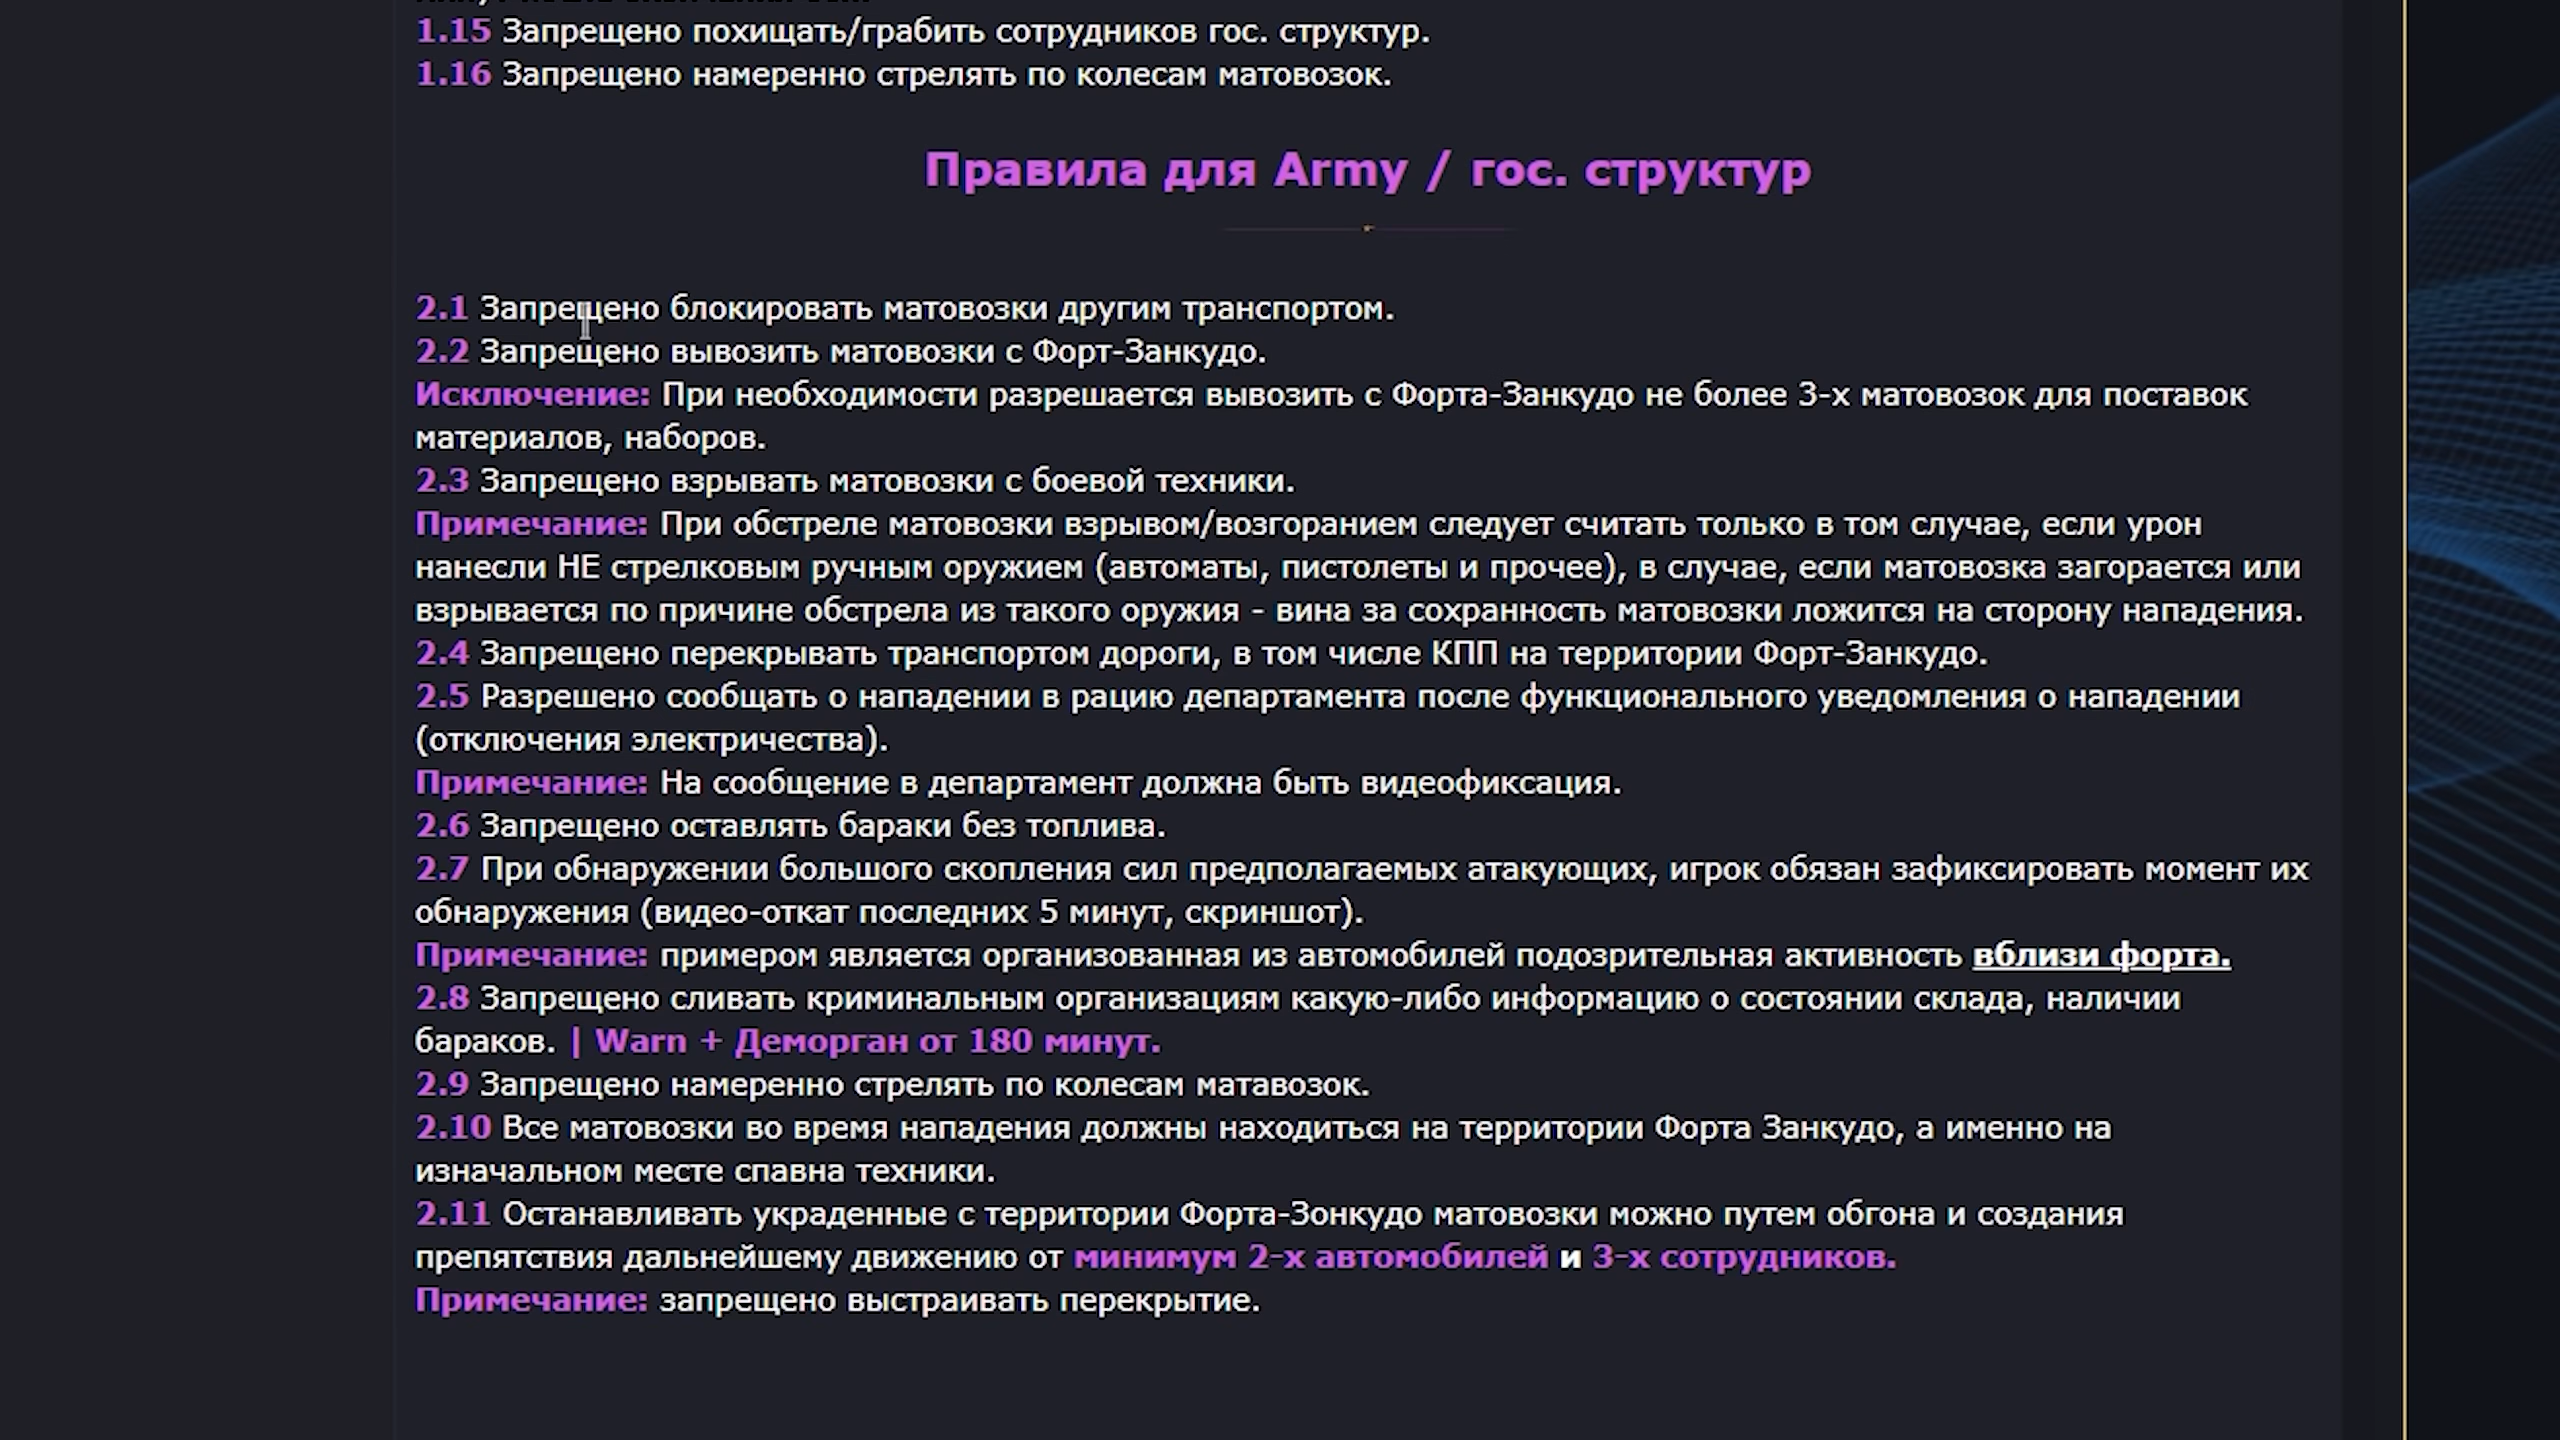 1.15 Запрещено похищать/грабить сотрудников гос. структур.
1.16 Запрещено намеренно стрелять по колесам матовозок.
Правила для Army / гос. структур
2.1 Запрещено блокировать матовозки другим транспортом.
2.2 Запрещено вывозить матовозки с Форт-Занкудо.
Исключение: При необходимости разрешается вывозить с Форта-Занкудо не более 3-х матовозок для поставок
материалов, наборов.
2.3 Запрещено взрывать матовозки с боевой техники.
Примечание: При обстреле матовозки взрывом/возгоранием следует считать только в том случае, если урон
нанесли НЕ стрелковым ручным оружием (автоматы, пистолеты и прочее), в случае, если матовозка загорается или
взрывается по причине обстрела из такого оружия - вина за сохранность матовозки ложится на сторону нападения.
2.4 Запрещено перекрывать транспортом дороги, в том числе КПП на территории Форт-Занкудо.
2.5 Разрешено сообщать о нападении в рацию департамента после функционального уведомления о нападении
(отключения электричества).
Примечание: На сообщение в департамент должна быть видеофиксация.
2.6 Запрещено оставлять бараки без топлива.
2.7 При обнаружении большого скопления сил предполагаемых атакующих, игрок обязан зафиксировать момент их
обнаружения (видео-откат последних 5 минут, скриншот).
Примечание: примером является организованная из автомобилей подозрительная активность вблизи форта.
2.8 Запрещено сливать криминальным организациям какую-либо информацию о состоянии склада, наличии
бараков. | Warn + Деморган от 180 минут.
2.9 Запрещено намеренно стрелять по колесам матавозок.
2.10 Все матовозки во время нападения должны находиться на территории Форта Занкудо, а именно на
изначальном месте спавна техники.
2.11 Останавливать украденные с территории Форта-Зонкудо матовозки можно путем обгона и создания
препятствия дальнейшему движению от минимум 2-х автомобилей и 3-х сотрудников.
Примечание: запрещено выстраивать перекрытие.